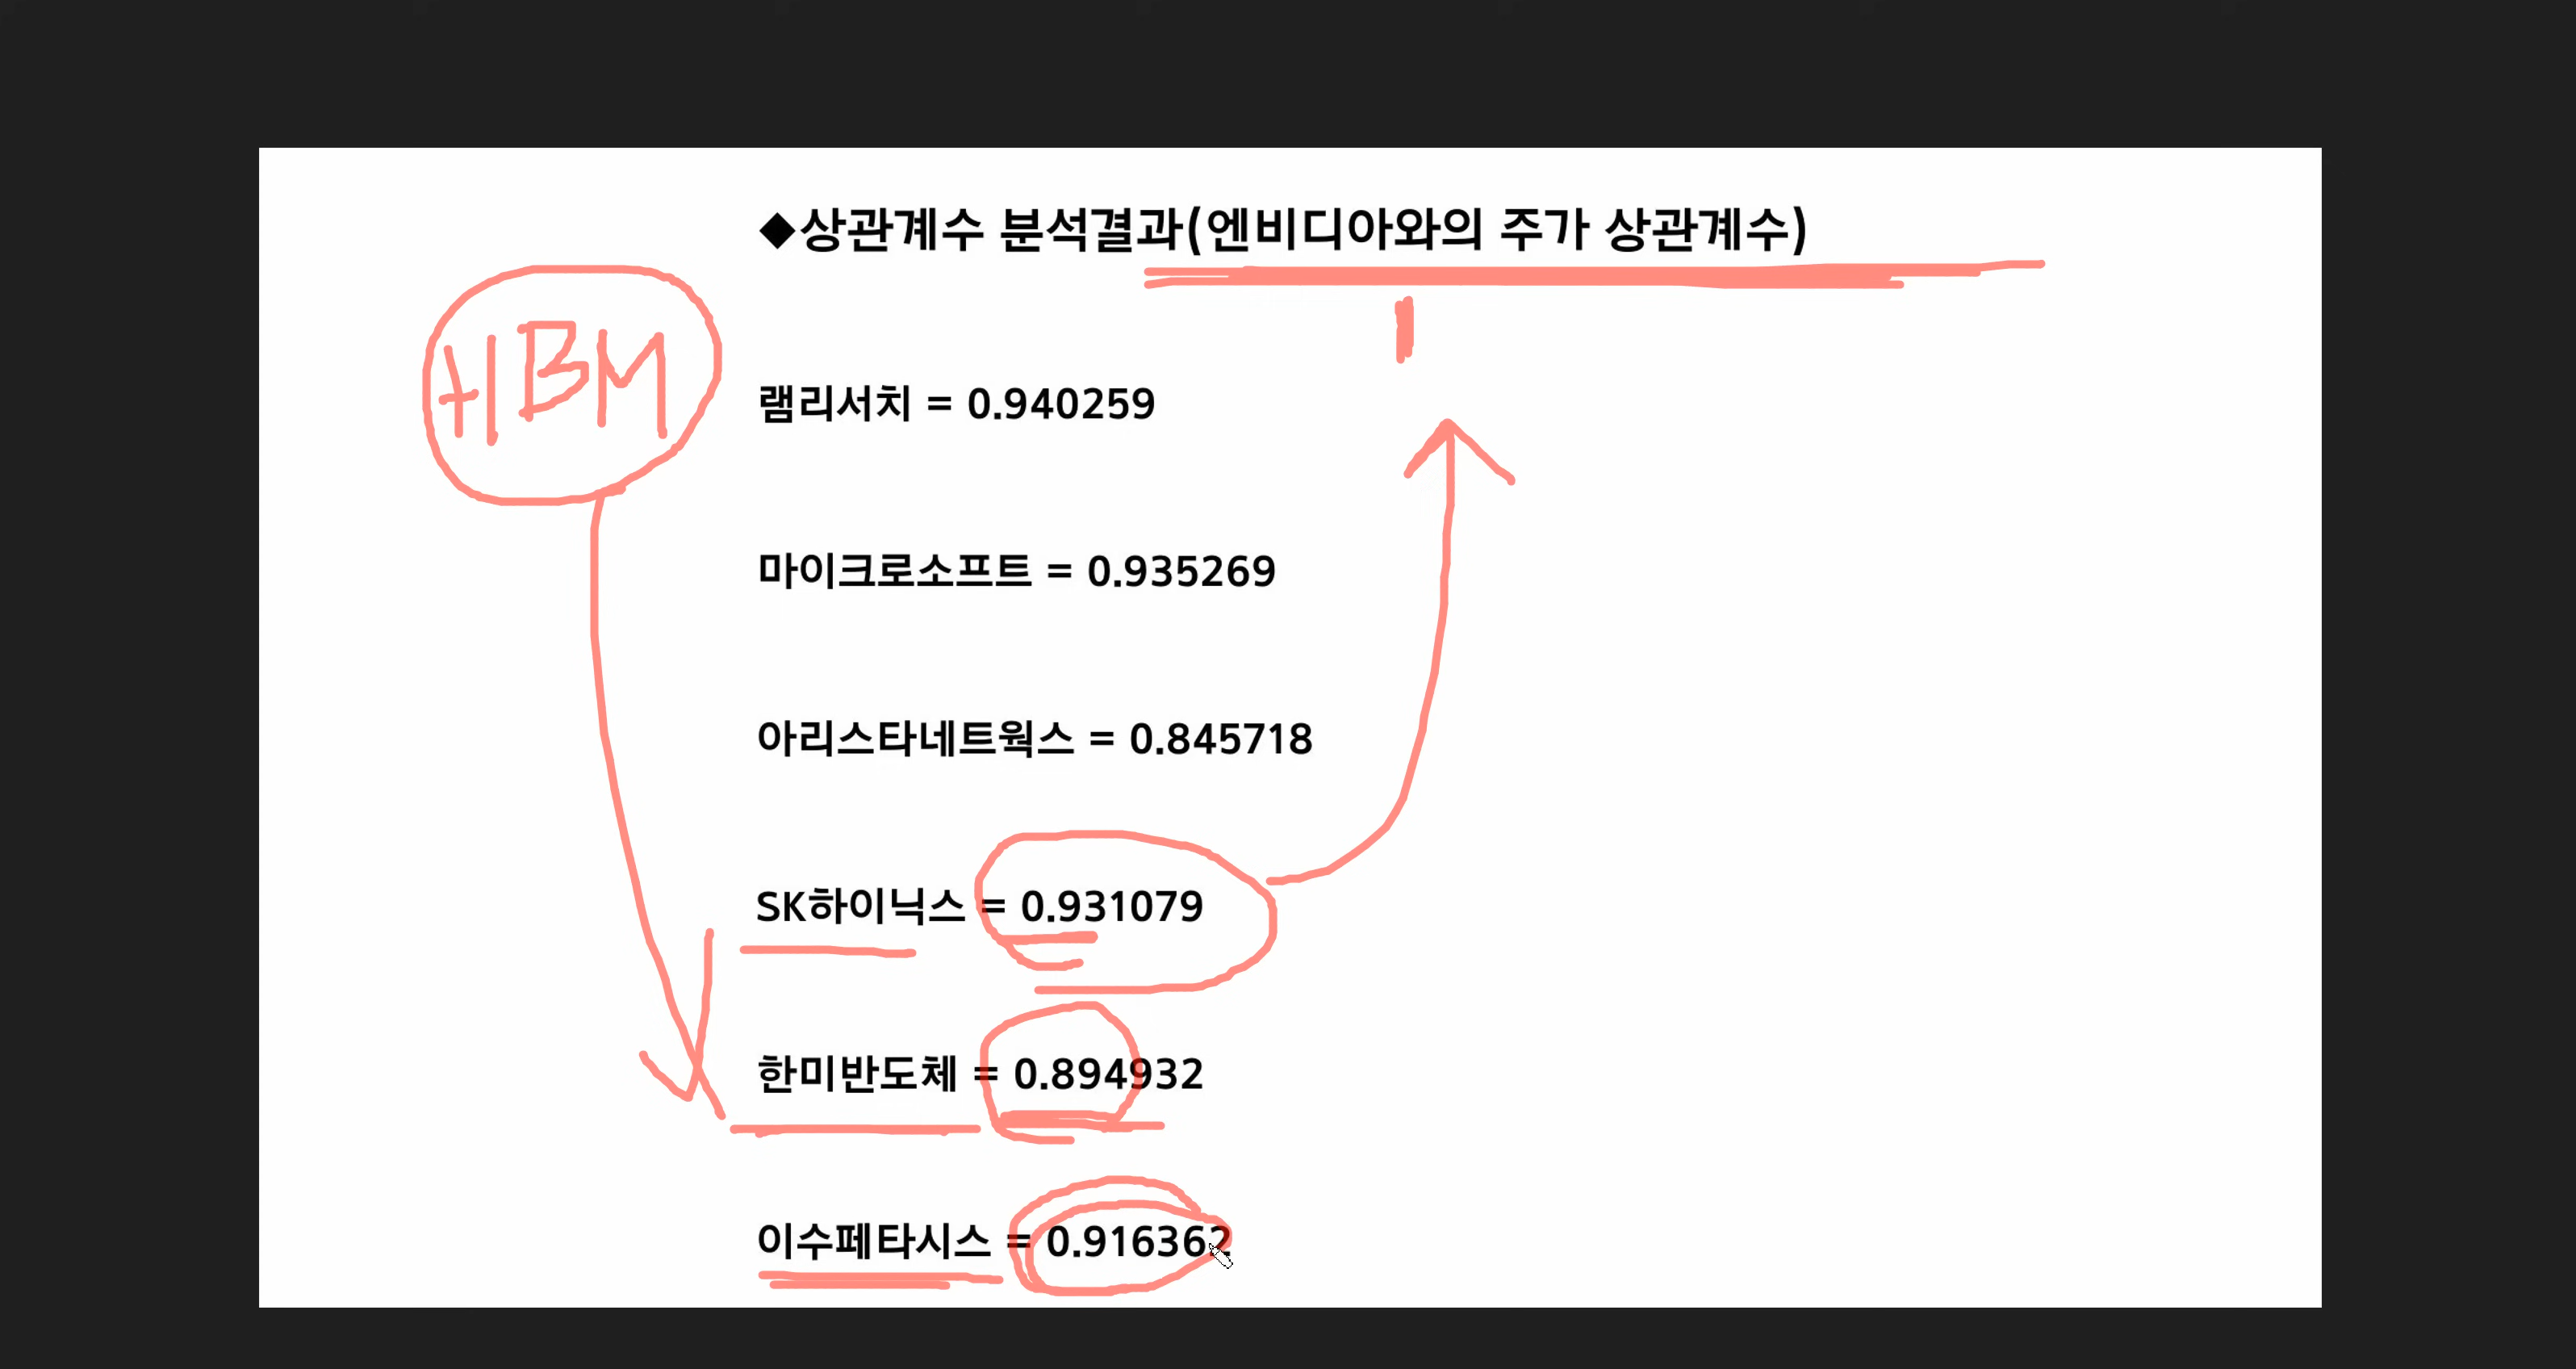 ◆상관계수 분석결과(엔비디아와의 주가 상관계수)
HBM
램리서치 = 0.940259
마이크로소프트 = 0.935269
아리스타네트웍스 = 0.845718
SK하이닉스 = 0.931079
한미반도체 = 0.894932
이수페타시스 = 0.916362